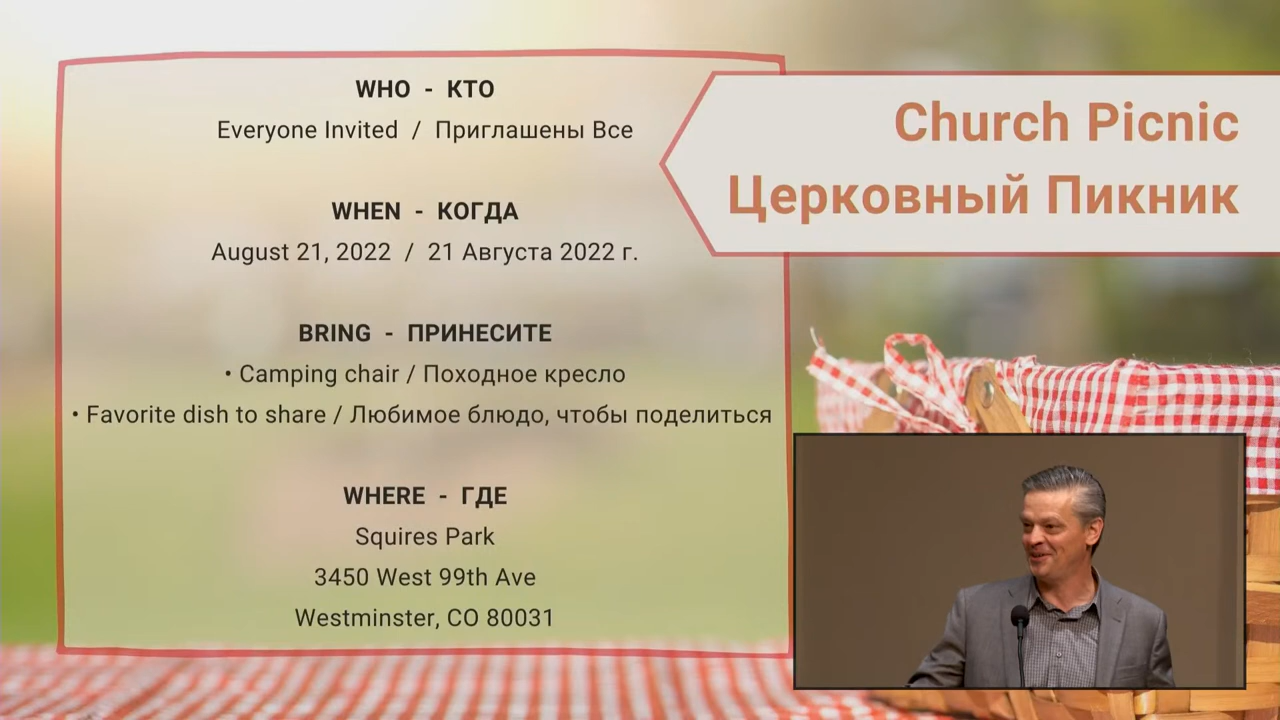 Church Picnic
Церковный Пикник
WHO - КТО
Everyone Invited / Приглашены Все
WHEN - КОГДА
August 21, 2022 / 21 Августа 2022 г.
BRING - ПРИНЕСИТЕ
• Camping chair / Походное кресло
• Favorite dish to share / Любимое блюдо, чтобы поделиться
WHERE - ГДЕ
Squires Park
3450 West 99th Ave
Westminster, CO 80031